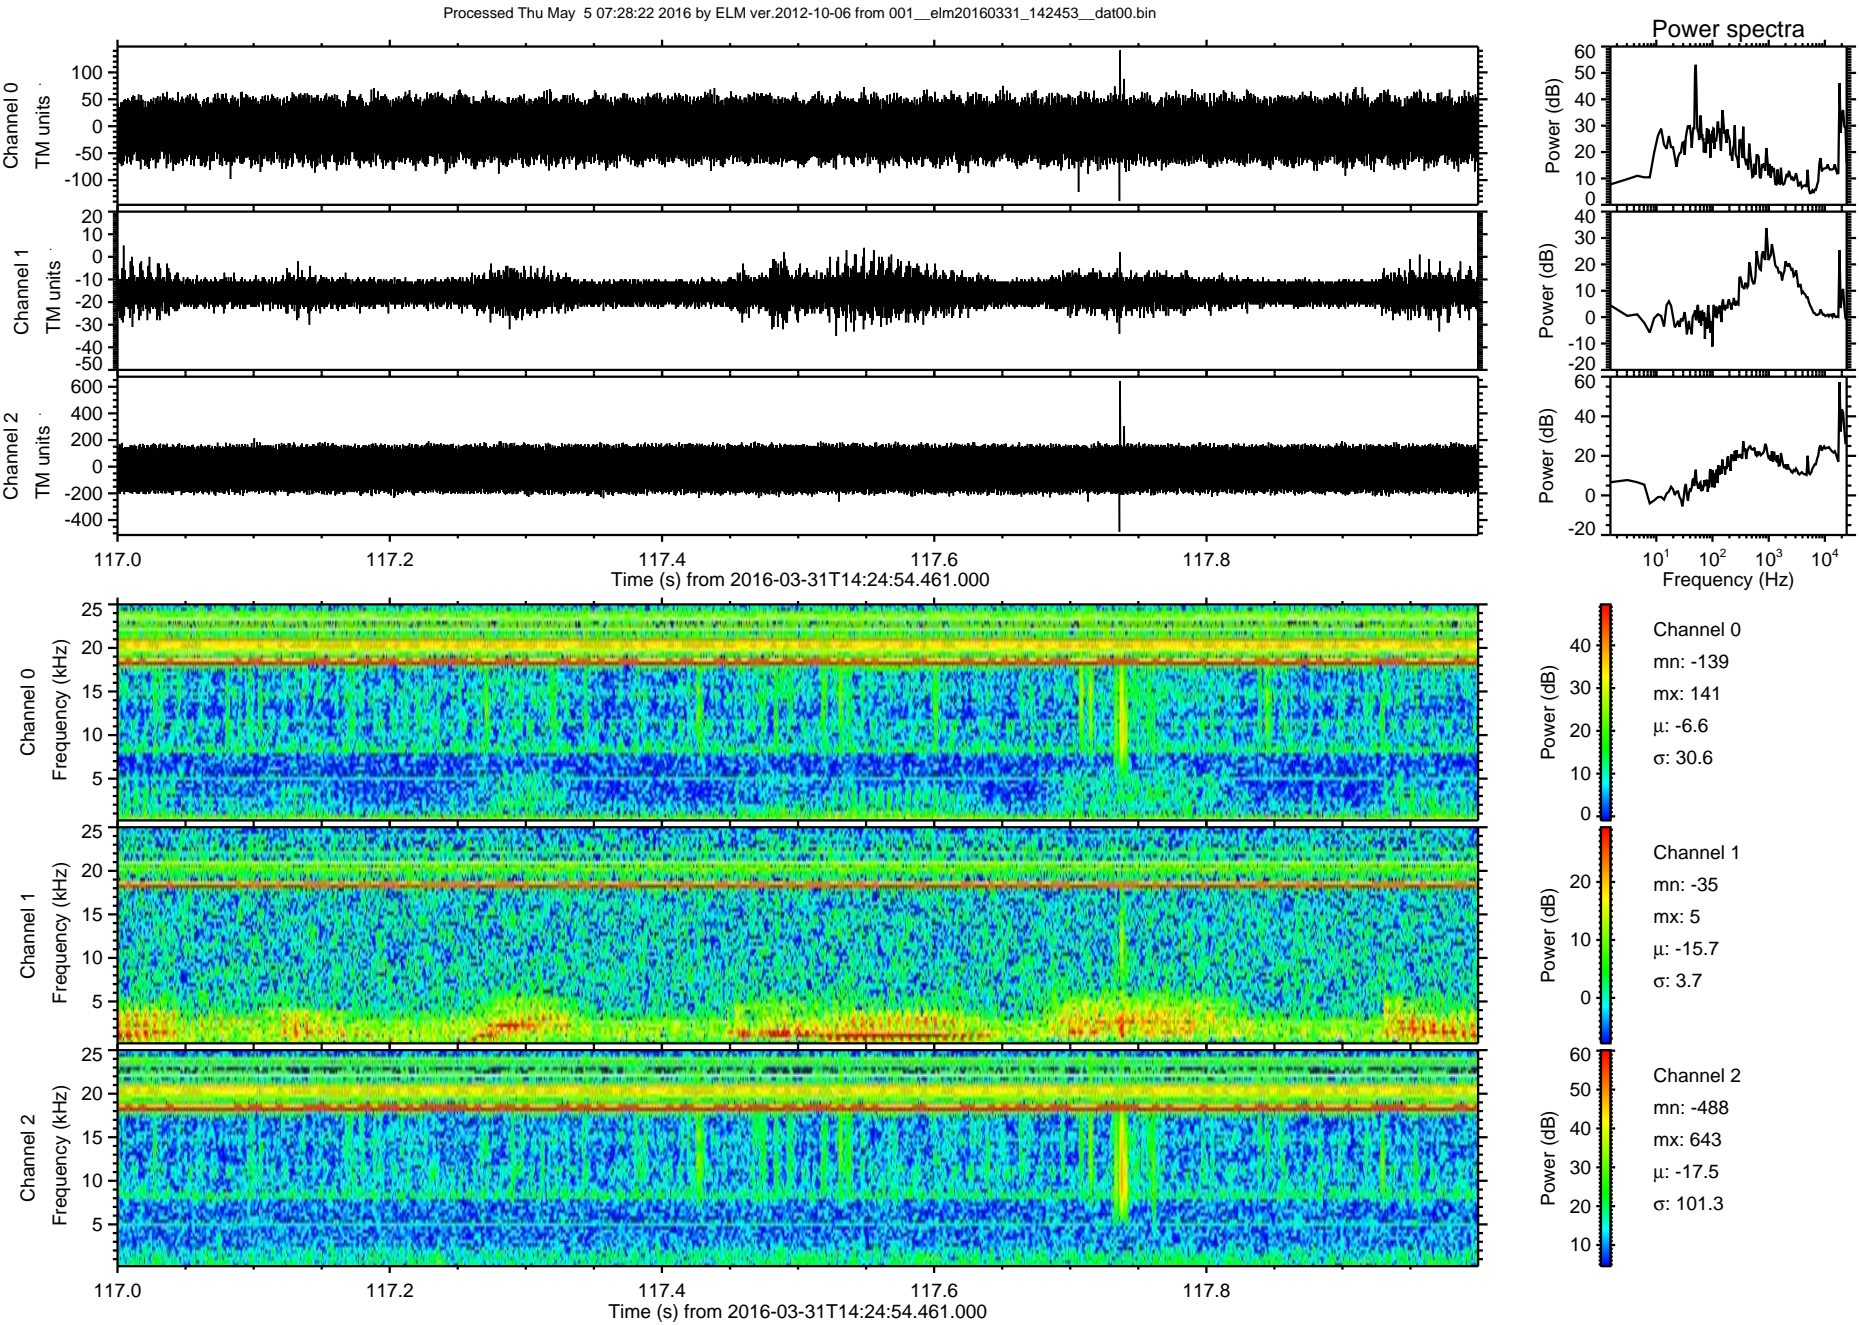 Processed Thu May  5 07:28:22 2016 by ELM ver.2012-10-06 from 001__elm20160331_142453__dat00.bin
Power spectra
Channel 0
TM units
100
50
0
-50
-100
Power (dB)
60
50
40
30
20
10
0
Channel 1
TM units
20
10
0
-10
-20
-30
-40
-50
Power (dB)
40
30
20
10
0
-10
-20
Channel 2
TM units
600
400
200
0
-200
-400
Power (dB)
60
40
20
0
-20
117.0 117.2 117.4 117.6 117.8
Time (s) from 2016-03-31T14:24:54.461.000
10¹ 10² 10³ 10⁴
Frequency (Hz)
Channel 0
Frequency (kHz)
25
20
15
10
5
Power (dB)
40
30
20
10
0
Channel 0
mn: -139
mx: 141
μ: -6.6
σ: 30.6
Channel 1
Frequency (kHz)
25
20
15
10
5
Power (dB)
20
10
0
Channel 1
mn: -35
mx: 5
μ: -15.7
σ: 3.7
Channel 2
Frequency (kHz)
25
20
15
10
5
Power (dB)
60
50
40
30
20
10
Channel 2
mn: -488
mx: 643
μ: -17.5
σ: 101.3
117.0 117.2 117.4 117.6 117.8
Time (s) from 2016-03-31T14:24:54.461.000